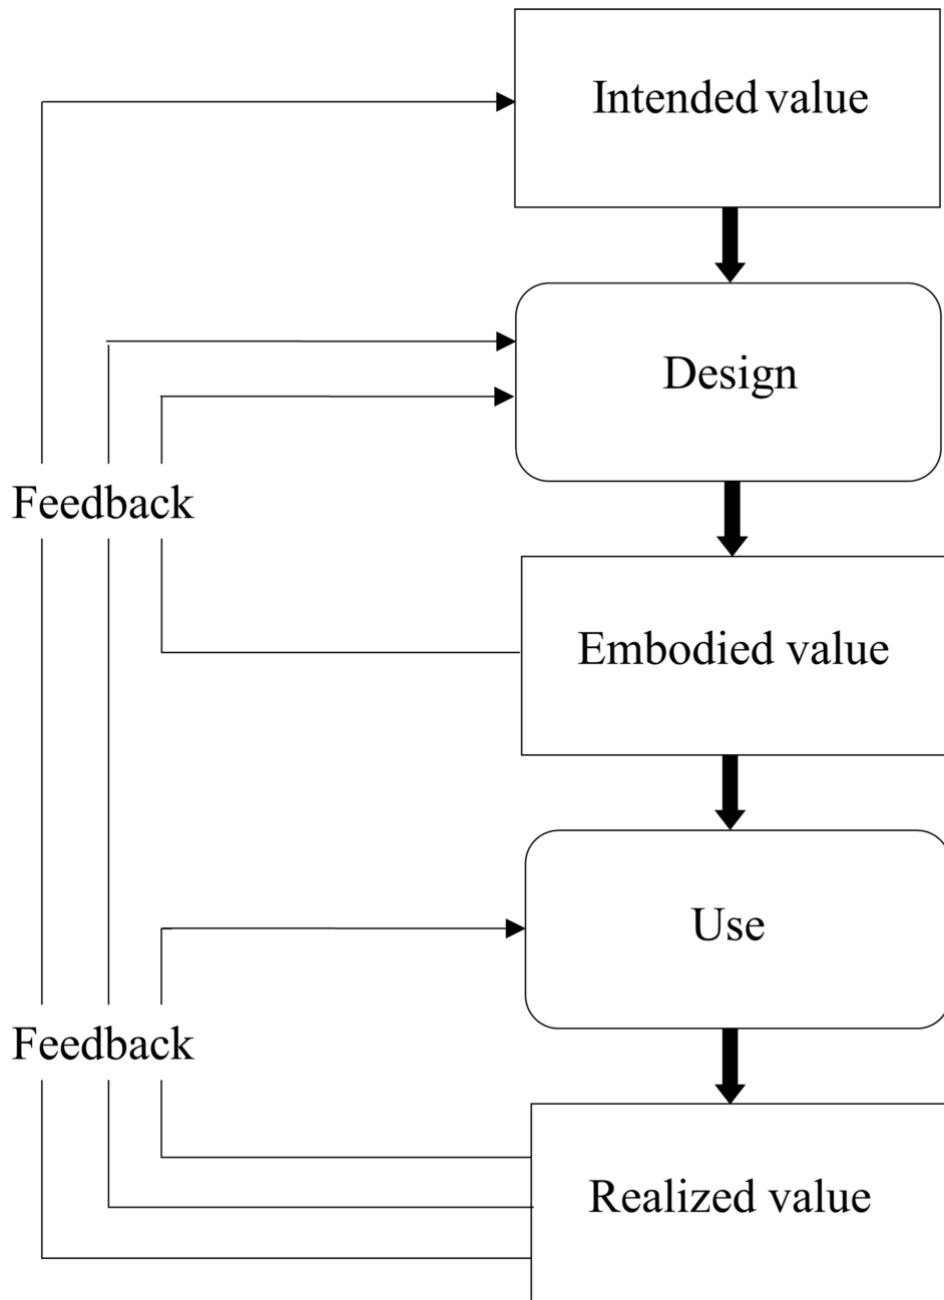 Intended value
Design
Feedback
Embodied value
Use
Feedback
Realized value